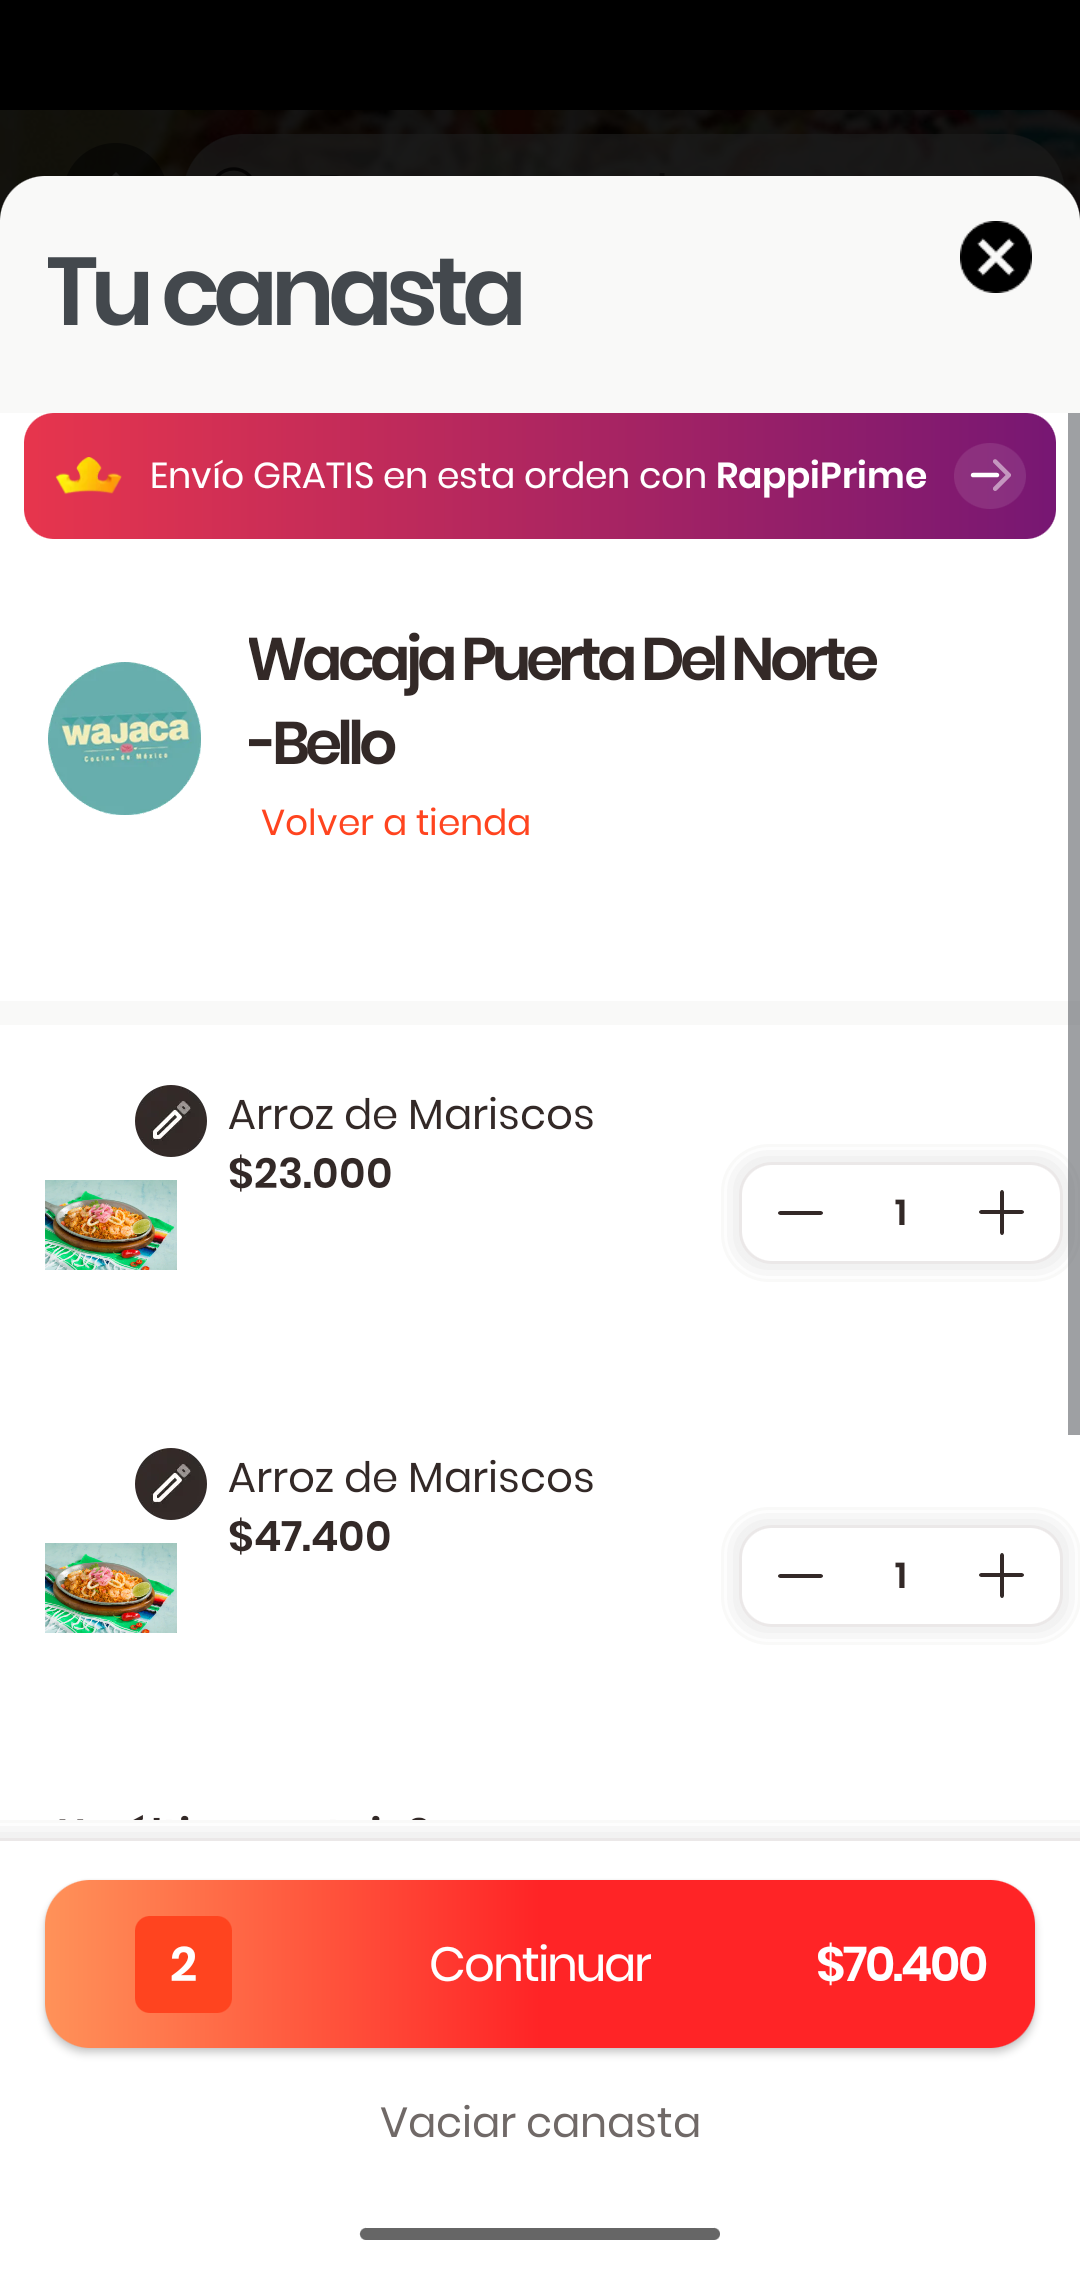 Tu canasta
Envío GRATIS en esta orden con RappiPrime
Wacaja Puerta Del Norte
-Bello
wajaca
Cocina de México
Volver a tienda
Arroz de Mariscos
$23.000
1
Arroz de Mariscos
$47.400
1
2 Continuar $70.400
Vaciar canasta